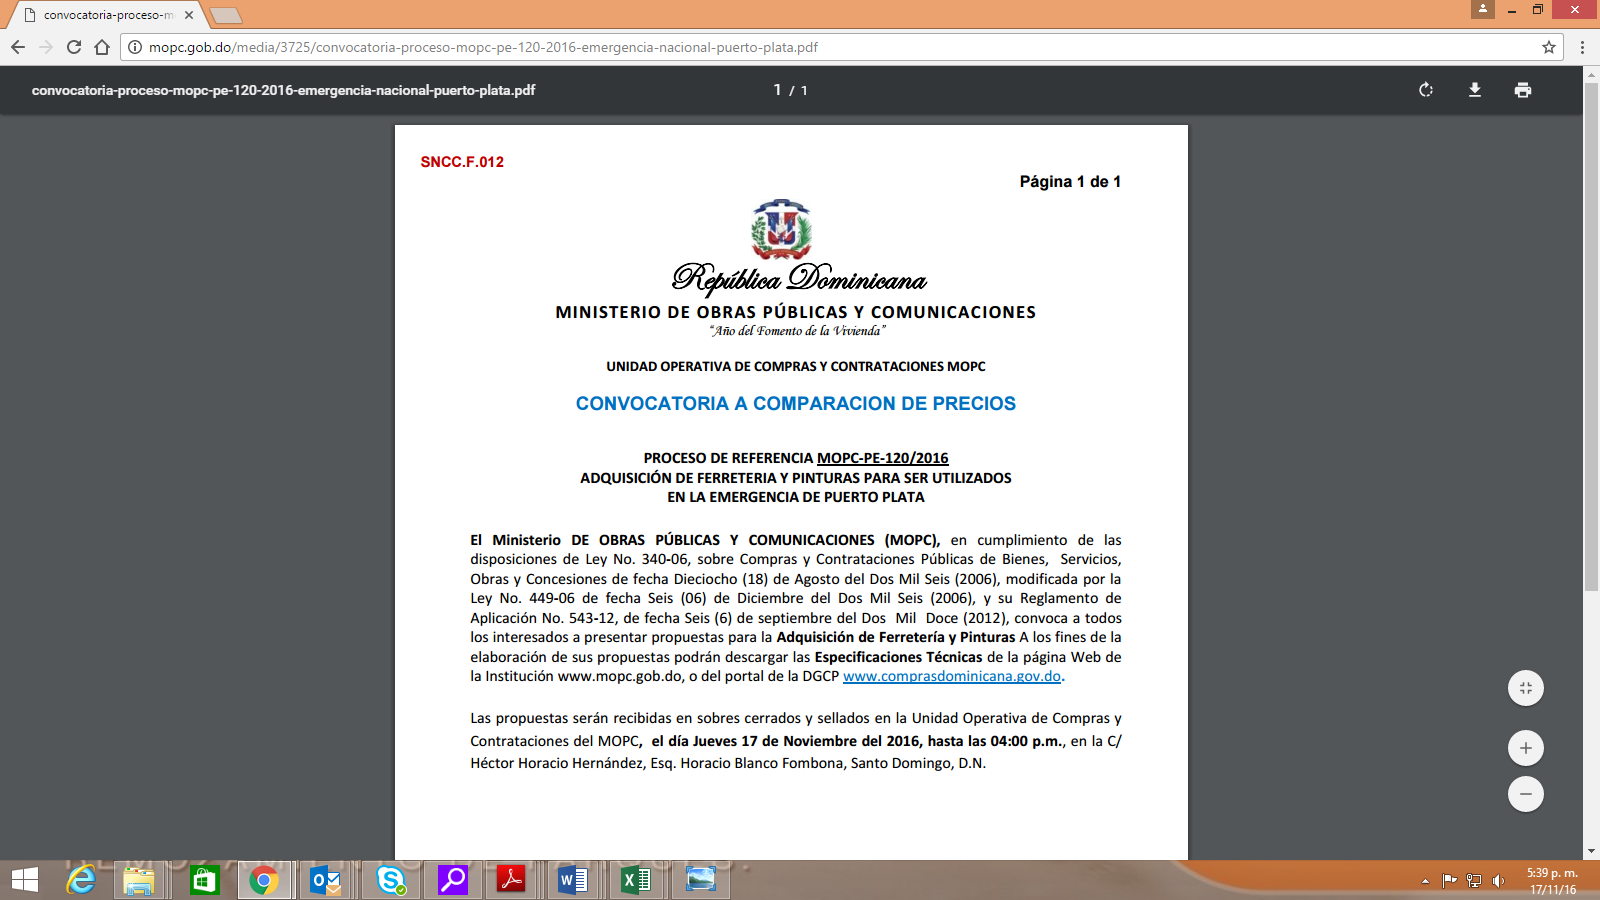 convocatoria-proceso-m
mopc.gob.do/media/3725/convocatoria-proceso-mopc-pe-120-2016-emergencia-nacional-puerto-plata.pdf
convocatoria-proceso-mopc-pe-120-2016-emergencia-nacional-puerto-plata.pdf
1 / 1
SNCC.F.012
Página 1 de 1
República Dominicana
MINISTERIO DE OBRAS PÚBLICAS Y COMUNICACIONES
“Año del Fomento de la Vivienda”
UNIDAD OPERATIVA DE COMPRAS Y CONTRATACIONES MOPC
CONVOCATORIA A COMPARACION DE PRECIOS
PROCESO DE REFERENCIA MOPC-PE-120/2016
ADQUISICIÓN DE FERRETERIA Y PINTURAS PARA SER UTILIZADOS
EN LA EMERGENCIA DE PUERTO PLATA
El Ministerio DE OBRAS PÚBLICAS Y COMUNICACIONES (MOPC), en cumplimiento de las
disposiciones de Ley No. 340-06, sobre Compras y Contrataciones Públicas de Bienes, Servicios,
Obras y Concesiones de fecha Dieciocho (18) de Agosto del Dos Mil Seis (2006), modificada por la
Ley No. 449-06 de fecha Seis (06) de Diciembre del Dos Mil Seis (2006), y su Reglamento de
Aplicación No. 543-12, de fecha Seis (6) de septiembre del Dos Mil Doce (2012), convoca a todos
los interesados a presentar propuestas para la Adquisición de Ferretería y Pinturas A los fines de la
elaboración de sus propuestas podrán descargar las Especificaciones Técnicas de la página Web de
la Institución www.mopc.gob.do, o del portal de la DGCP www.comprasdominicana.gov.do.
Las propuestas serán recibidas en sobres cerrados y sellados en la Unidad Operativa de Compras y
Contrataciones del MOPC, el día Jueves 17 de Noviembre del 2016, hasta las 04:00 p.m., en la C/
Héctor Horacio Hernández, Esq. Horacio Blanco Fombona, Santo Domingo, D.N.
5:39 p. m.
17/11/16